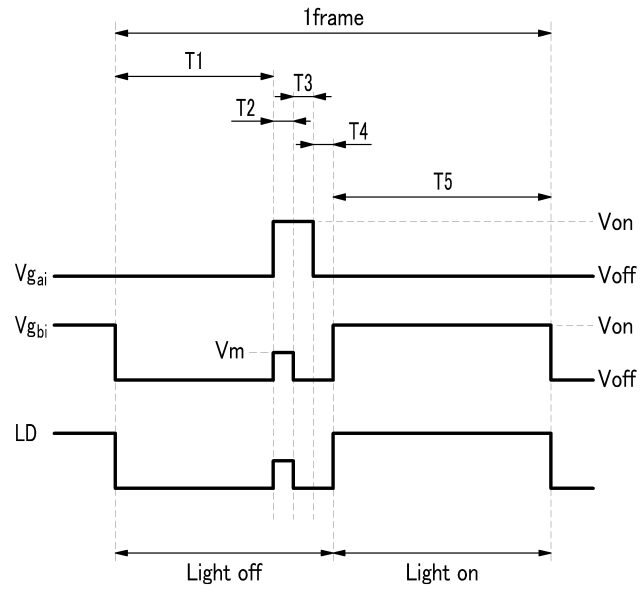 1frame
T1
T3
T2
T4
T5
Von
Vgai
Voff
Vgbi
Von
Vm
Voff
LD
Light off
Light on